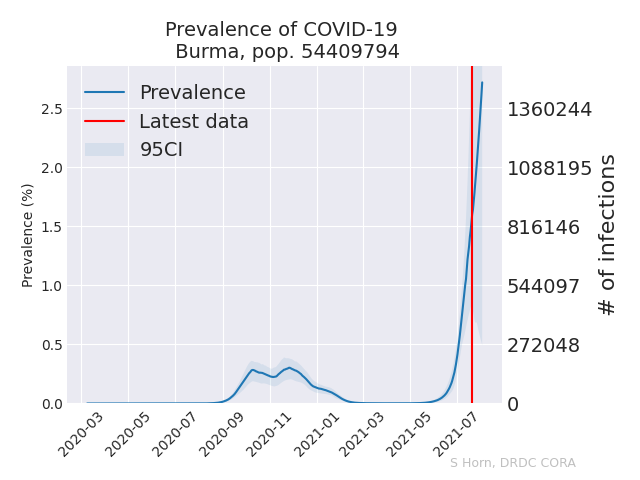 Prevalence of COVID-19
Burma, pop. 54409794
Prevalence
Latest data
95CI
Prevalence (%)
2.5
2.0
1.5
1.0
0.5
0.0
1360244
1088195
816146
544097
272048
0
# of infections
2020-03
2020-05
2020-07
2020-09
2020-11
2021-01
2021-03
2021-05
2021-07
S Horn, DRDC CORA